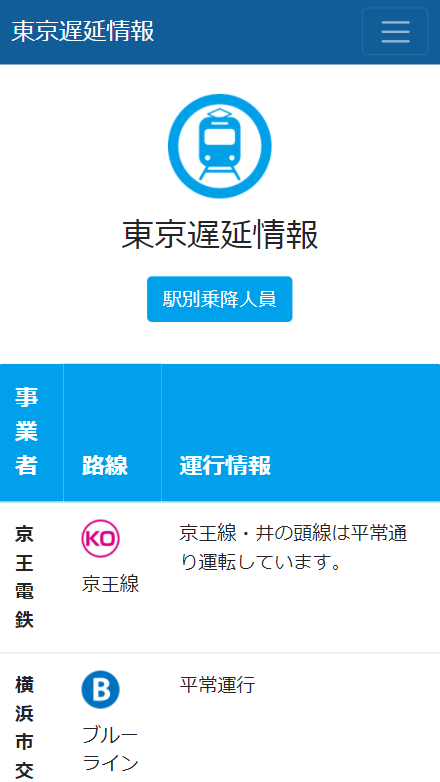 東京遅延情報
東京遅延情報
駅別乗降人員
事業者
路線
運行情報
京王電鉄
KO
京王線
京王線・井の頭線は平常通
り運転しています。
横浜市交
B
ブルー
ライン
平常運行